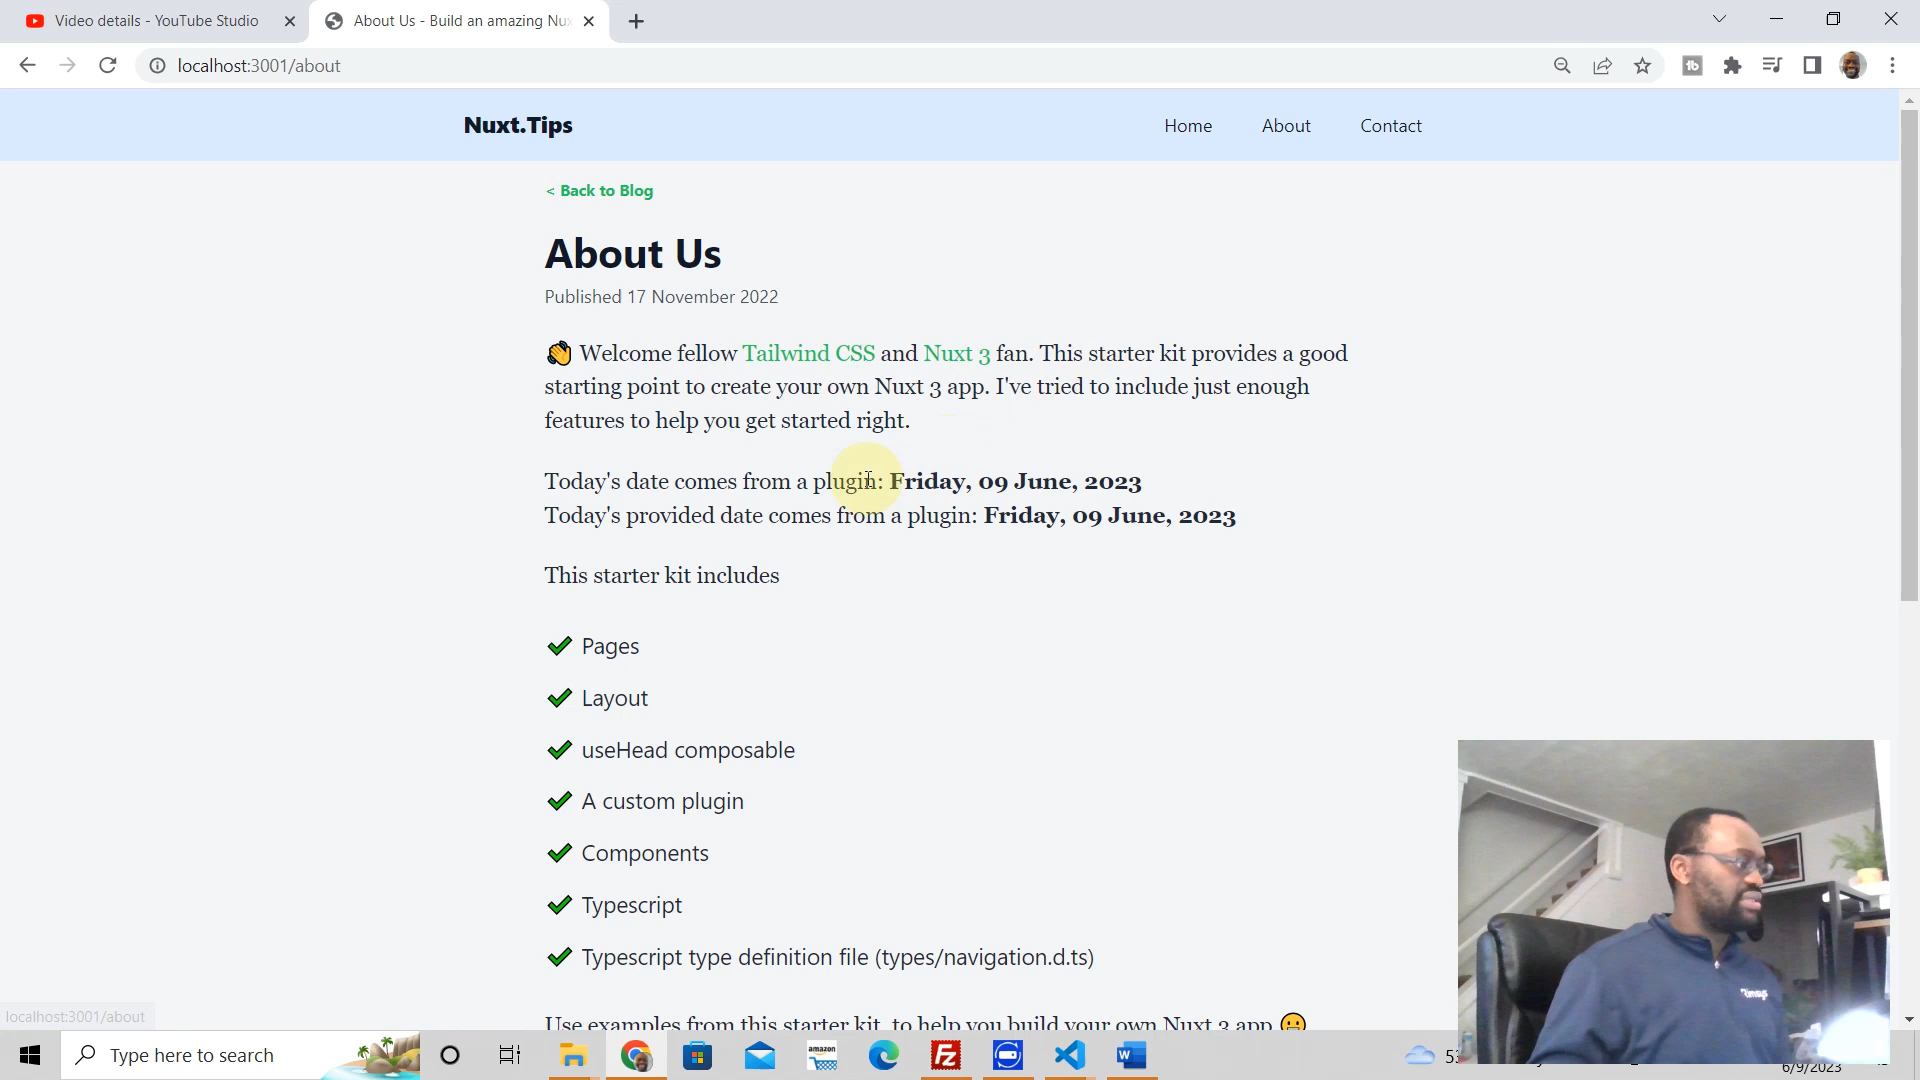 Video details - YouTube Studio
About Us - Build an amazing Nux
localhost:3001/about
Nuxt.Tips
Home
About
Contact
< Back to Blog
About Us
Published 17 November 2022
👏 Welcome fellow Tailwind CSS and Nuxt 3 fan. This starter kit provides a good
starting point to create your own Nuxt 3 app. I've tried to include just enough
features to help you get started right.
Today's date comes from a plugin: Friday, 09 June, 2023
Today's provided date comes from a plugin: Friday, 09 June, 2023
This starter kit includes
Pages
Layout
useHead composable
A custom plugin
Components
Typescript
Typescript type definition file (types/navigation.d.ts)
Use examples from this starter kit, to help you build your own Nuxt 3 app 😀
localhost:3001/about
Type here to search
amazon
6/9/2023